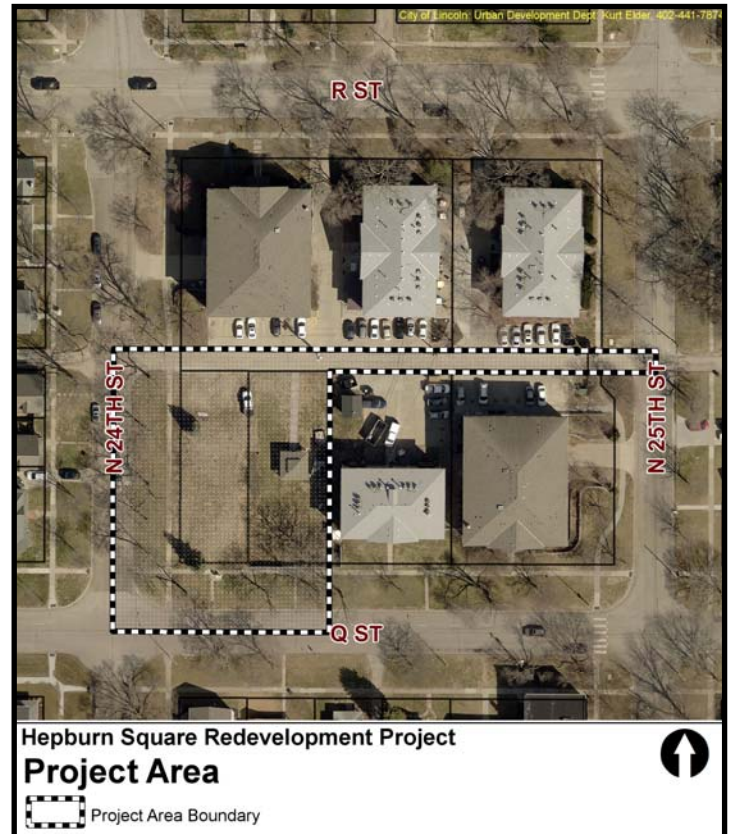 City of Lincoln: Urban Development Dept. Kurt Elder, 402-441-7874
R ST
N 24TH ST
N 25TH ST
Q ST
Hepburn Square Redevelopment Project
Project Area
Project Area Boundary